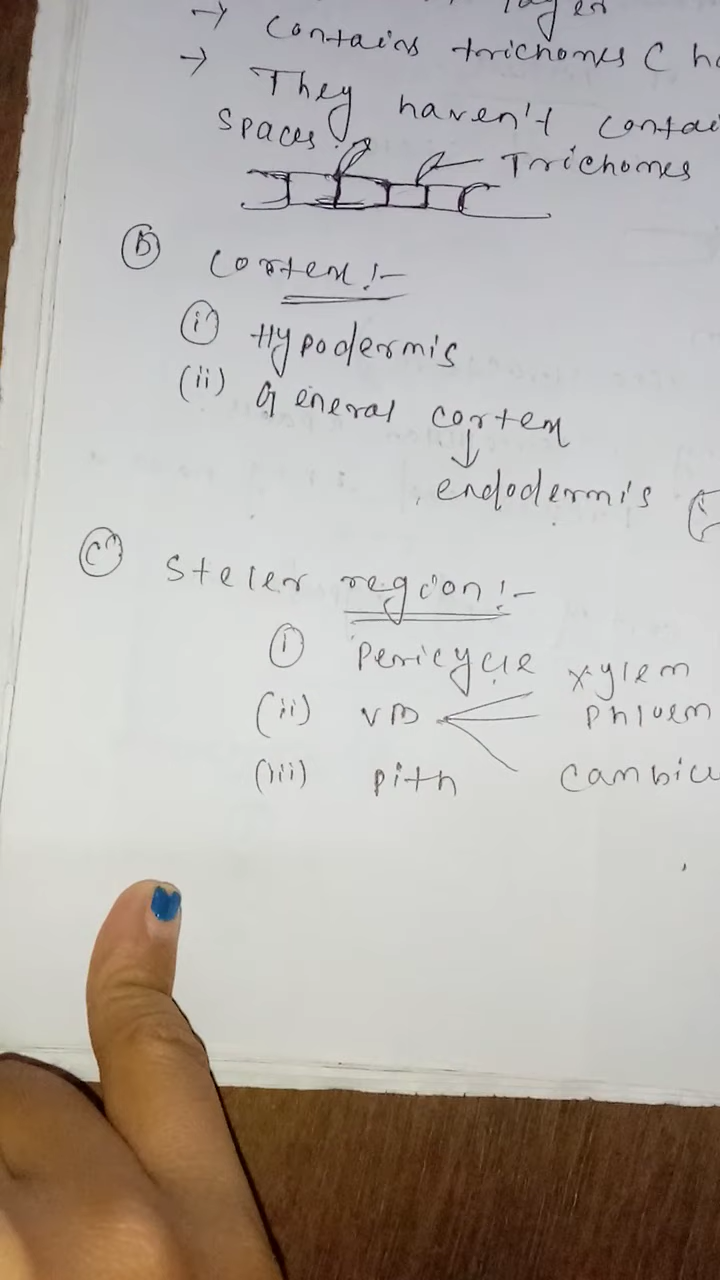 layer
→ Contains trichomes (
→ They haven't
spaces.
Trichomes
(B) Cortex :-
(i) Hypodermis
(ii) General cortex
↓
endodermis
(C) Steler region :-
(i) Pericycle
xylem
(ii) VB
Phloem
(iii) pith